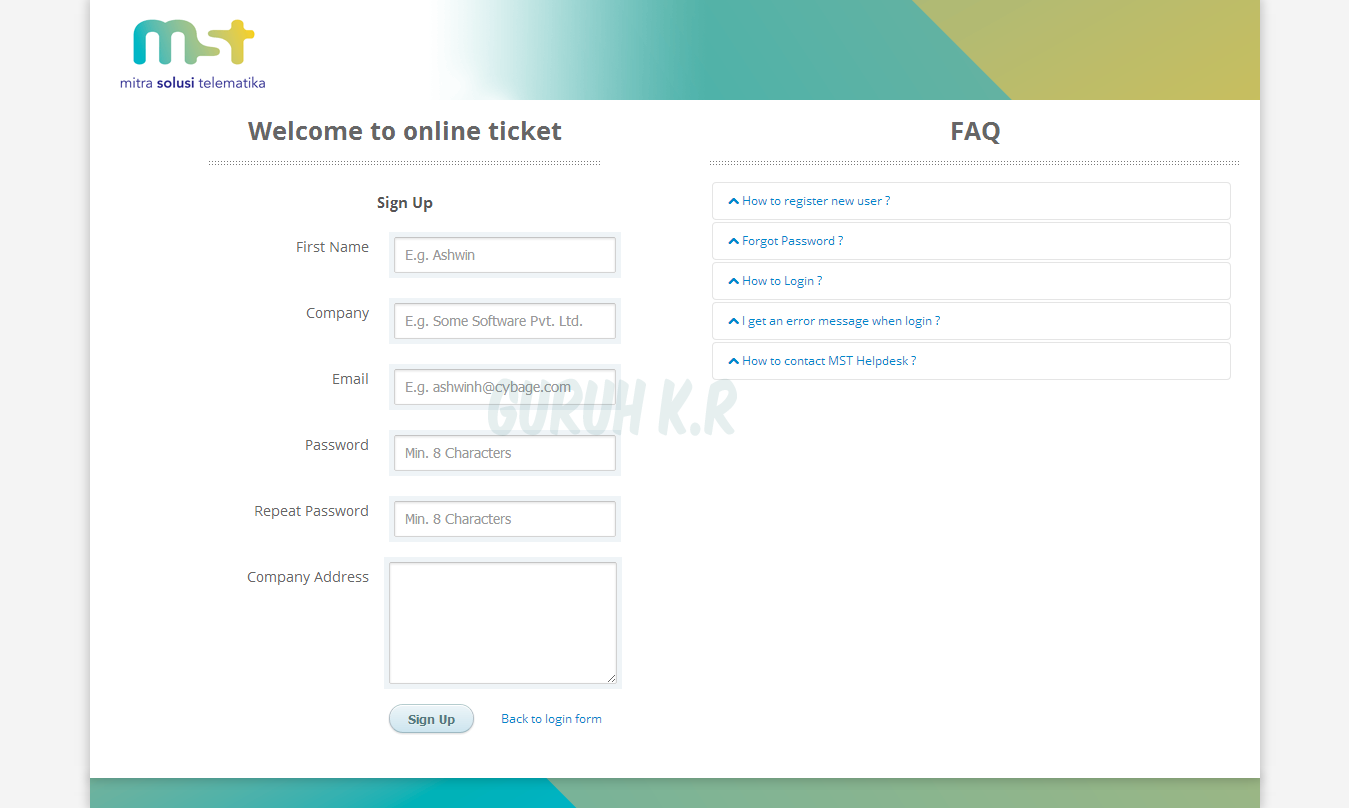 mst
mitra solusi telematika
Welcome to online ticket
Sign Up
First Name
E.g. Ashwin
Company
E.g. Some Software Pvt. Ltd.
Email
E.g. ashwinh@cybage.com
Password
Min. 8 Characters
Repeat Password
Min. 8 Characters
Company Address
Sign Up
Back to login form
FAQ
How to register new user ?
Forgot Password ?
How to Login ?
I get an error message when login ?
How to contact MST Helpdesk ?
GURUH K.R